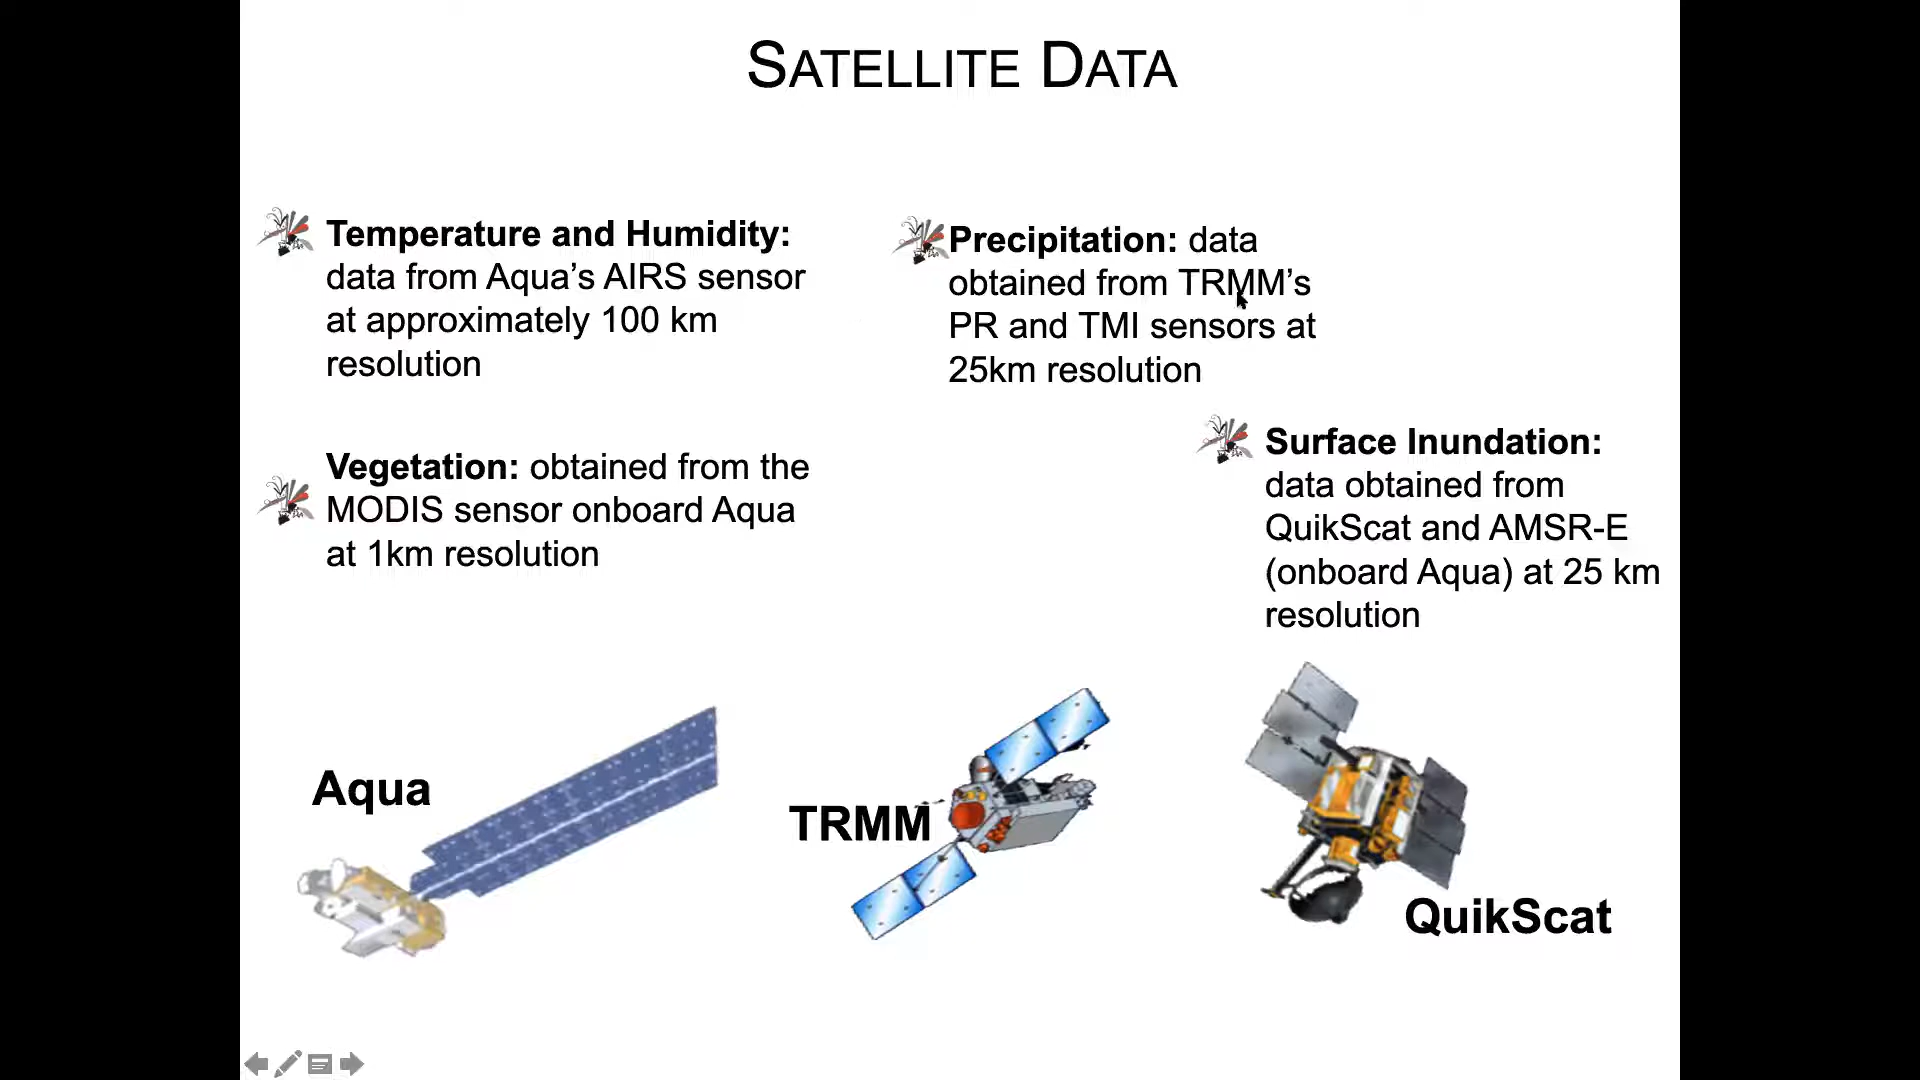 SATELLITE DATA
Temperature and Humidity:
data from Aqua’s AIRS sensor
at approximately 100 km
resolution
Vegetation: obtained from the
MODIS sensor onboard Aqua
at 1km resolution
Precipitation: data
obtained from TRMM’s
PR and TMI sensors at
25km resolution
Surface Inundation:
data obtained from
QuikScat and AMSR-E
(onboard Aqua) at 25 km
resolution
Aqua
TRMM
QuikScat